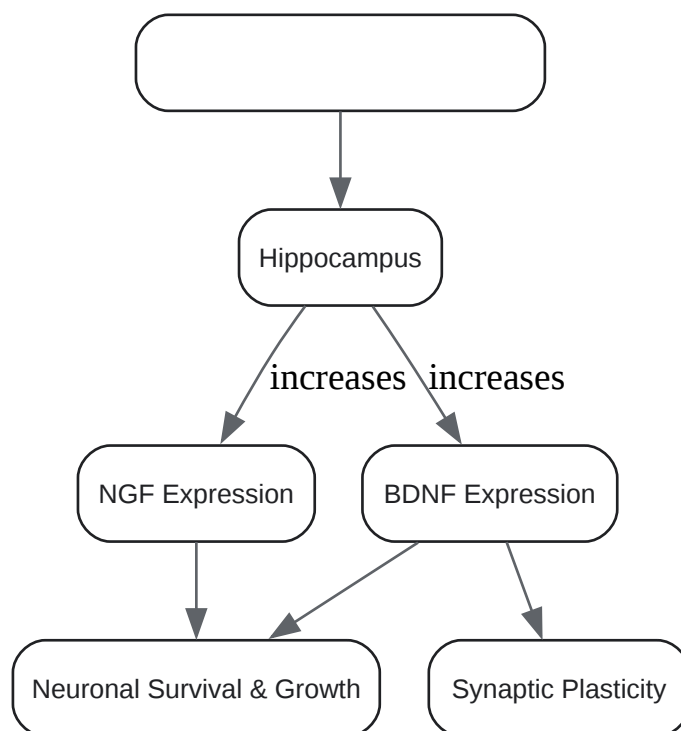 Hippocampus
increases increases
NGF Expression BDNF Expression
Neuronal Survival & Growth Synaptic Plasticity